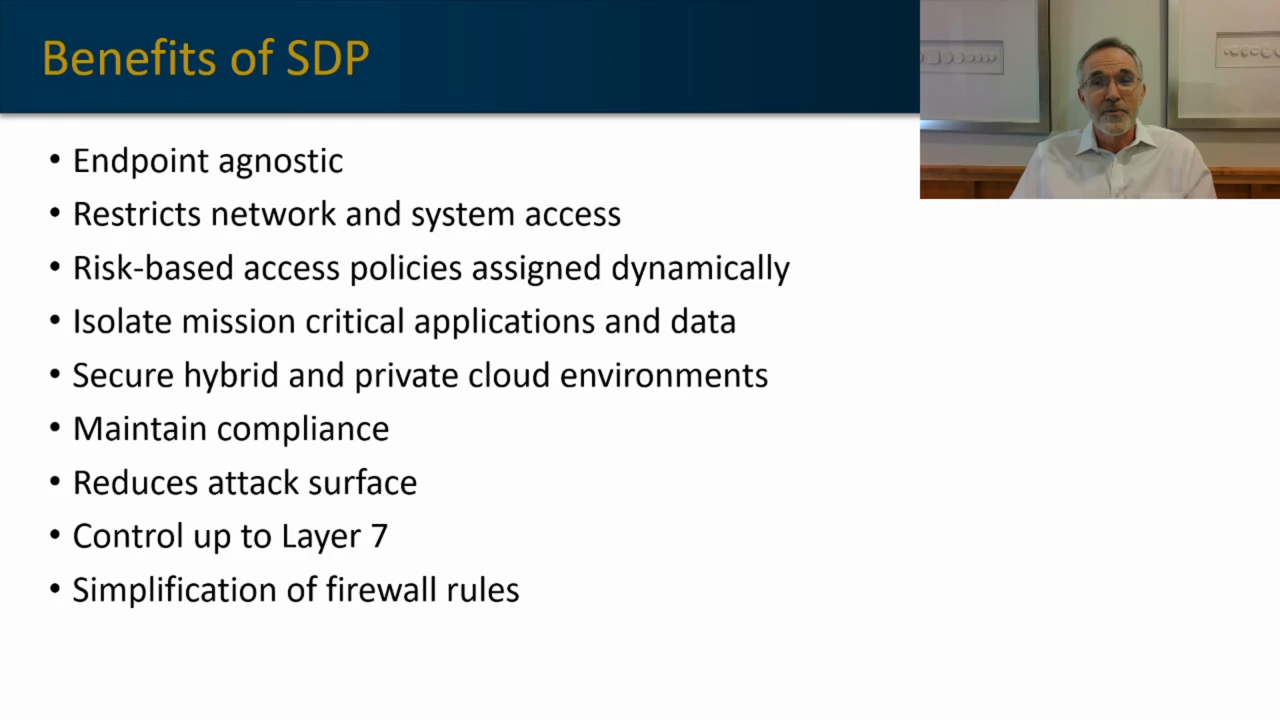 Benefits of SDP
• Endpoint agnostic
• Restricts network and system access
• Risk-based access policies assigned dynamically
• Isolate mission critical applications and data
• Secure hybrid and private cloud environments
• Maintain compliance
• Reduces attack surface
• Control up to Layer 7
• Simplification of firewall rules